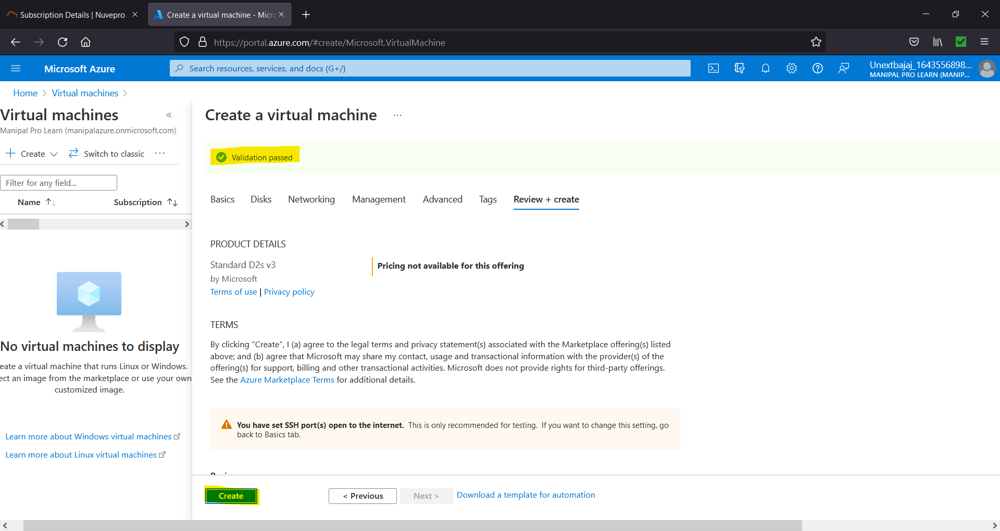 Subscription Details | Nuvepro
Create a virtual machine - Micro
https://portal.azure.com/#create/Microsoft.VirtualMachine
Microsoft Azure
Search resources, services, and docs (G+/)
Unextbajaj_1643556898...
MANIPAL PRO LEARN (MANIP...
Home > Virtual machines >
Virtual machines «
Manipal Pro Learn (manipalazure.onmicrosoft.com)
+ Create Switch to classic ...
Filter for any field...
Name ↑↓ Subscription ↑↓
No virtual machines to display
eate a virtual machine that runs Linux or Windows.
ect an image from the marketplace or use your own
customized image.
Learn more about Windows virtual machines
Learn more about Linux virtual machines
Create a virtual machine ...
Validation passed
Basics Disks Networking Management Advanced Tags Review + create
PRODUCT DETAILS
Standard D2s v3
by Microsoft
Terms of use | Privacy policy
Pricing not available for this offering
TERMS
By clicking "Create", I (a) agree to the legal terms and privacy statement(s) associated with the Marketplace offering(s) listed
above; and (b) agree that Microsoft may share my contact, usage and transactional information with the provider(s) of the
offering(s) for support, billing and other transactional activities. Microsoft does not provide rights for third-party offerings.
See the Azure Marketplace Terms for additional details.
You have set SSH port(s) open to the internet. This is only recommended for testing. If you want to change this setting, go
back to Basics tab.
Create < Previous Next > Download a template for automation